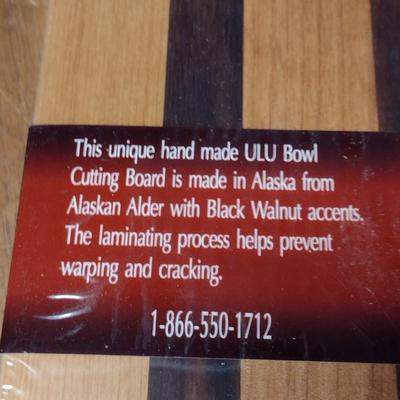 This unique hand made ULU Bowl
Cutting Board is made in Alaska from
Alaskan Alder with Black Walnut accents.
The laminating process helps prevent
warping and cracking.
1-866-550-1712